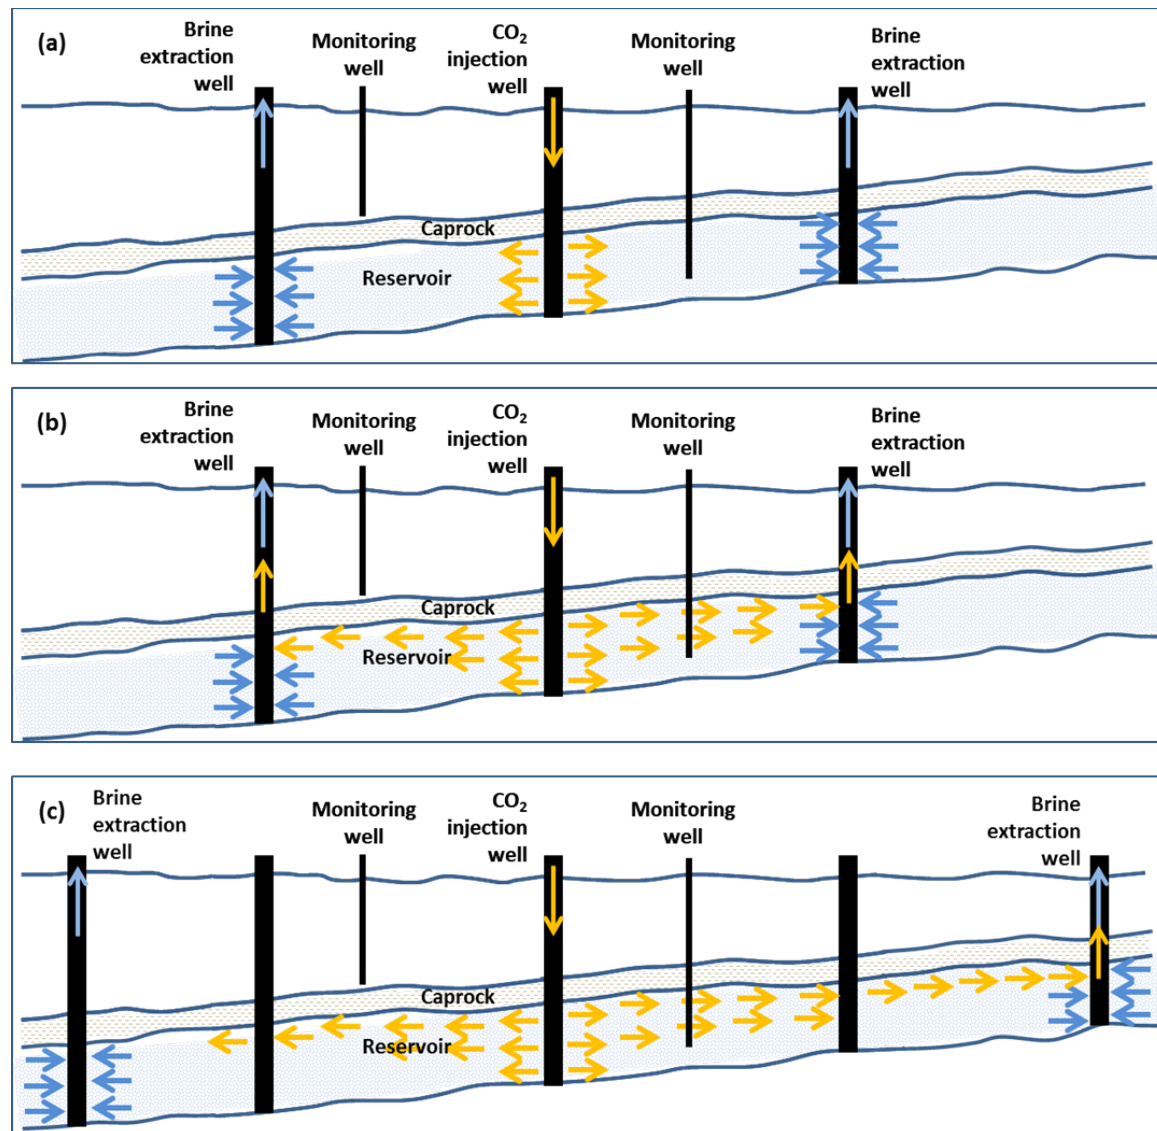 (a)
Brine
extraction
well
Monitoring
well
CO₂
injection
well
Monitoring
well
Brine
extraction
well
Caprock
Reservoir
(b)
Brine
extraction
well
Monitoring
well
CO₂
injection
well
Monitoring
well
Brine
extraction
well
Caprock
Reservoir
(c)
Brine
extraction
well
Monitoring
well
CO₂
injection
well
Monitoring
well
Brine
extraction
well
Caprock
Reservoir